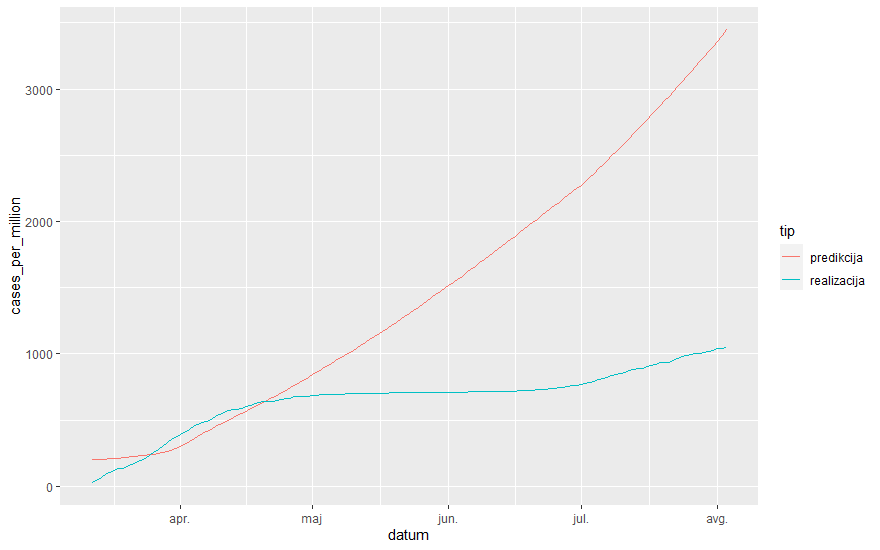 cases_per_million
3000
2000
1000
0
apr.
maj
jun.
jul.
avg.
datum
tip
predikcija
realizacija